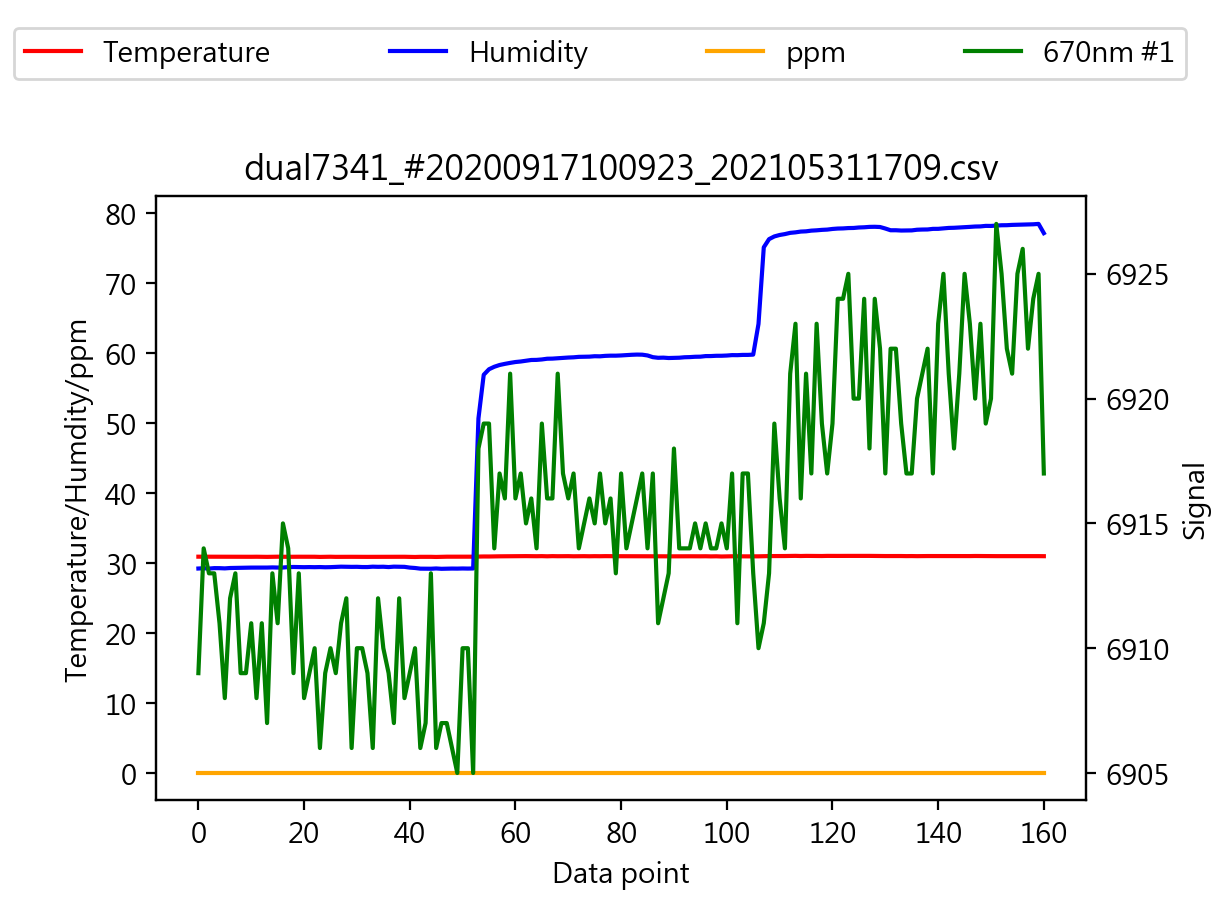 Temperature Humidity ppm 670nm #1
dual7341_#20200917100923_202105311709.csv
80
70
60
50
40
30
20
10
0
Temperature/Humdity/ppm
6925
6920
6915
6910
6905
Signal
0 20 40 60 80 100 120 140 160
Data point